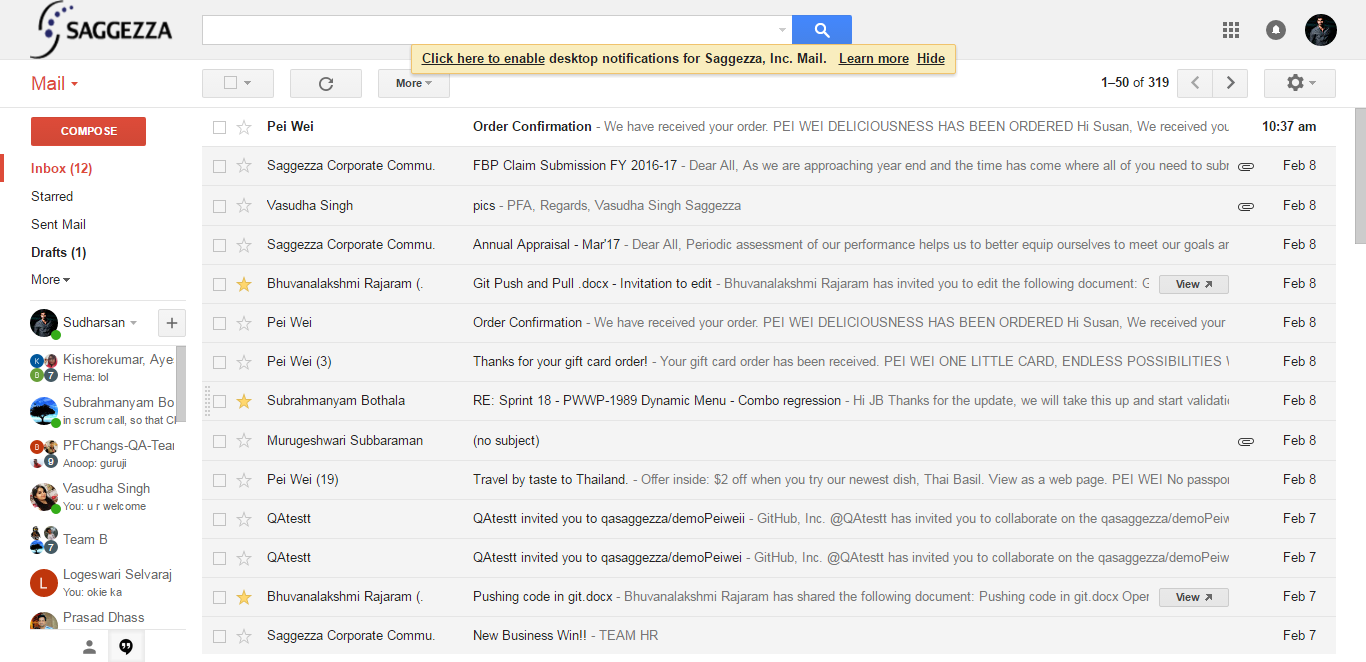 SAGGEZZA
Click here to enable desktop notifications for Saggezza, Inc. Mail. Learn more Hide
Mail
More
1–50 of 319
COMPOSE
Inbox (12)
Starred
Sent Mail
Drafts (1)
More
Sudharsan
K
B 7
Kishorekumar, Aye
Hema: lol
Subrahmanyam Bo
in scrum call, so that
PFChangs-QA-Tear
Anoop: guruji
B
9
Vasudha Singh
You: u r welcome
7
Team B
L
Logeswari Selvaraj
You: okie ka
Prasad Dhass
Pei Wei Order Confirmation - We have received your order. PEI WEI DELICIOUSNESS HAS BEEN ORDERED Hi Susan, We received you 10:37 am
Saggezza Corporate Commu. FBP Claim Submission FY 2016-17 - Dear All, As we are approaching year end and the time has come where all of you need to subr Feb 8
Vasudha Singh pics - PFA, Regards, Vasudha Singh Saggezza Feb 8
Saggezza Corporate Commu. Annual Appraisal - Mar'17 - Dear All, Periodic assessment of our performance helps us to better equip ourselves to meet our goals ar Feb 8
Bhuvanalakshmi Rajaram (. Git Push and Pull .docx - Invitation to edit - Bhuvanalakshmi Rajaram has invited you to edit the following document: G View Feb 8
Pei Wei Order Confirmation - We have received your order. PEI WEI DELICIOUSNESS HAS BEEN ORDERED Hi Susan, We received your Feb 8
Pei Wei (3) Thanks for your gift card order! - Your gift card order has been received. PEI WEI ONE LITTLE CARD, ENDLESS POSSIBILITIES Feb 8
Subrahmanyam Bothala RE: Sprint 18 - PWWP-1989 Dynamic Menu - Combo regression - Hi JB Thanks for the update, we will take this up and start validatio Feb 8
Murugeshwari Subbaraman (no subject) Feb 8
Pei Wei (19) Travel by taste to Thailand. - Offer inside: $2 off when you try our newest dish, Thai Basil. View as a web page. PEI WEI No passpor Feb 8
QAtestt QAtestt invited you to qasaggezza/demoPeiweii - GitHub, Inc. @QAtestt has invited you to collaborate on the qasaggezza/demoPeiw Feb 7
QAtestt QAtestt invited you to qasaggezza/demoPeiwei - GitHub, Inc. @QAtestt has invited you to collaborate on the qasaggezza/demoPeiw Feb 7
Bhuvanalakshmi Rajaram (. Pushing code in git.docx - Bhuvanalakshmi Rajaram has shared the following document: Pushing code in git.docx Open View Feb 7
Saggezza Corporate Commu. New Business Win!! - TEAM HR Feb 7